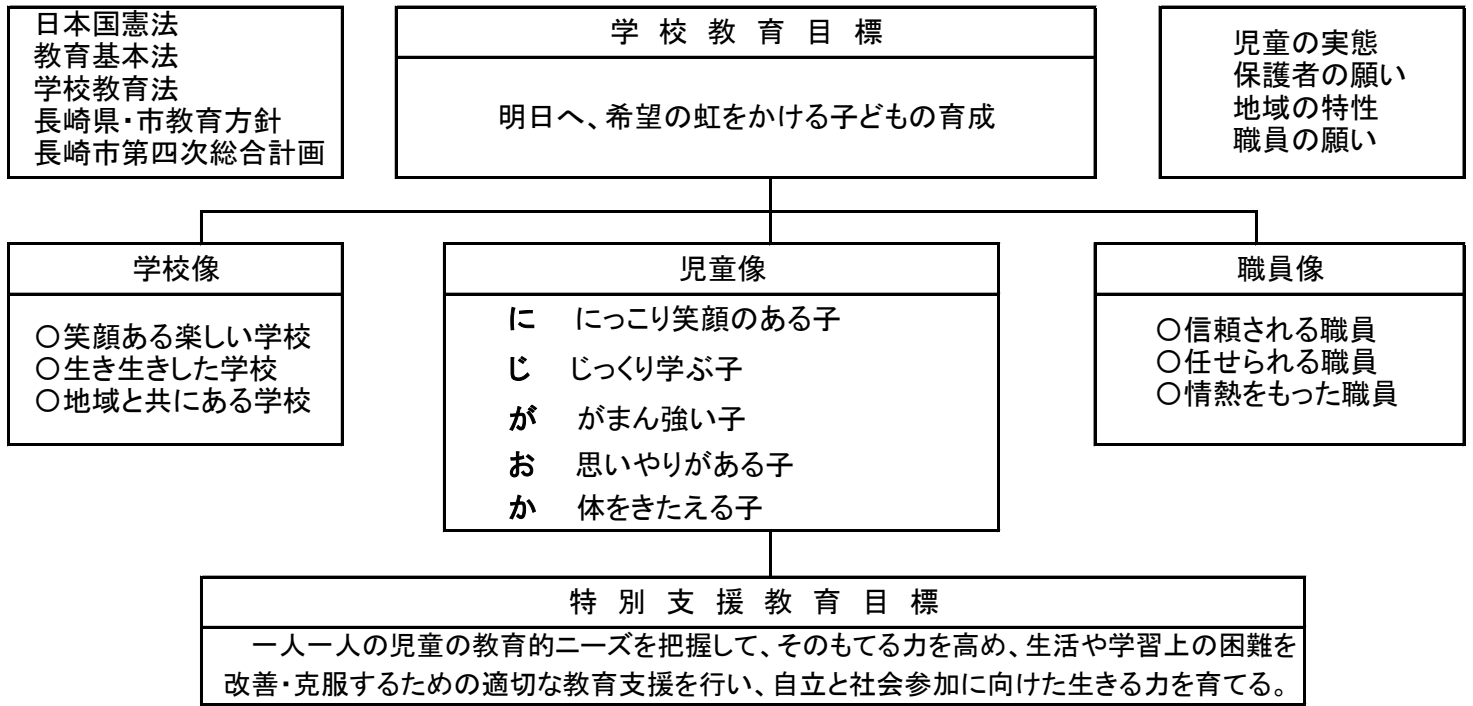 日本国憲法
教育基本法
学校教育法
長崎県・市教育方針
長崎市第四次総合計画
学校教育目標
明日へ、希望の虹をかける子どもの育成
児童の実態
保護者の願い
地域の特性
職員の願い
学校像
○笑顔ある楽しい学校
○生き生きした学校
○地域と共にある学校
児童像
に　にっこり笑顔のある子
じ　じっくり学ぶ子
が　がまん強い子
お　思いやりがある子
か　体をきたえる子
職員像
○信頼される職員
○任せられる職員
○情熱をもった職員
特別支援教育目標
一人一人の児童の教育的ニーズを把握して、そのもてる力を高め、生活や学習上の困難を
改善・克服するための適切な教育支援を行い、自立と社会参加に向けた生きる力を育てる。